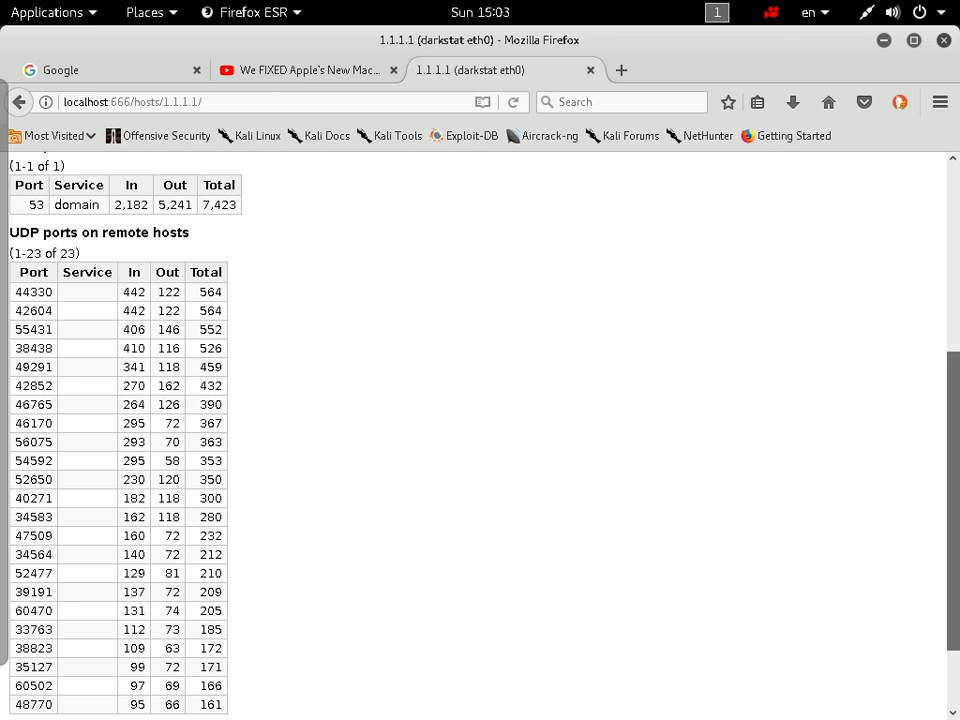 Applications Places Firefox ESR Sun 15:03 1 en
1.1.1.1 (darkstat eth0) - Mozilla Firefox
Google We FIXED Apple's New Mac... 1.1.1.1 (darkstat eth0)
localhost:666/hosts/1.1.1.1/ Search
Most Visited Offensive Security Kali Linux Kali Docs Kali Tools Exploit-DB Aircrack-ng Kali Forums NetHunter Getting Started
(1-1 of 1)
Port Service In Out Total
53 domain 2,182 5,241 7,423
UDP ports on remote hosts
(1-23 of 23)
Port Service In Out Total
44330 442 122 564
42604 442 122 564
55431 406 146 552
38438 410 116 526
49291 341 118 459
42852 270 162 432
46765 264 126 390
46170 295 72 367
56075 293 70 363
54592 295 58 353
52650 230 120 350
40271 182 118 300
34583 162 118 280
47509 160 72 232
34564 140 72 212
52477 129 81 210
39191 137 72 209
60470 131 74 205
33763 112 73 185
38823 109 63 172
35127 99 72 171
60502 97 69 166
48770 95 66 161